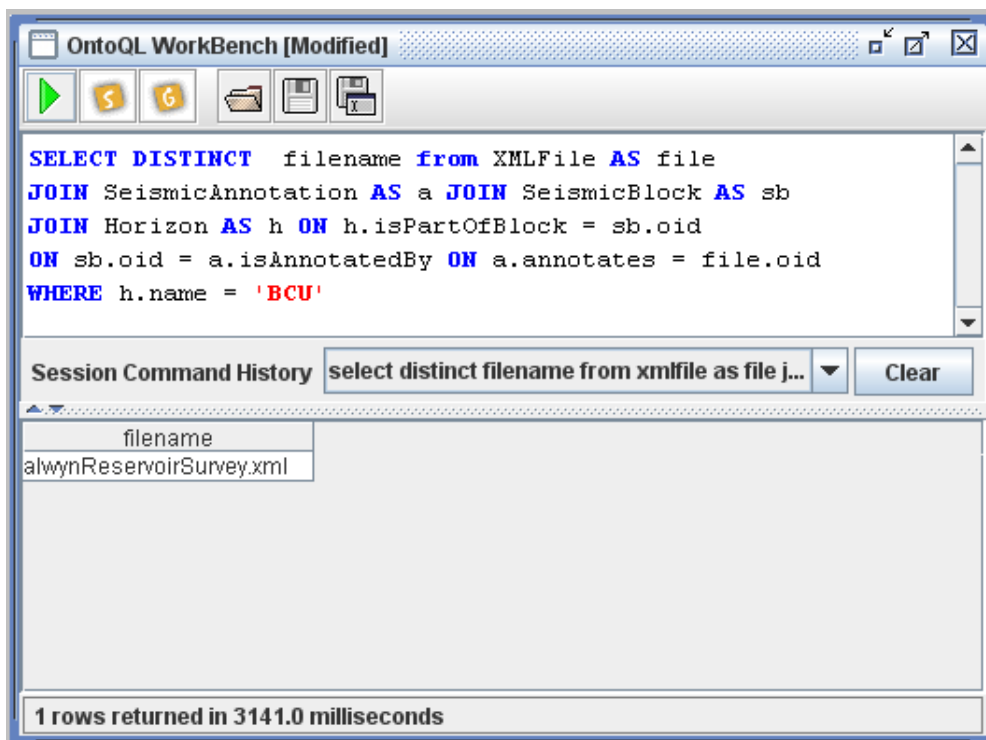 OntoQL WorkBench [Modified]
S G
SELECT DISTINCT  filename from XMLFile AS file
JOIN SeismicAnnotation AS a JOIN SeismicBlock AS sb
JOIN Horizon AS h ON h.isPartOfBlock = sb.oid
ON sb.oid = a.isAnnotatedBy ON a.annotates = file.oid
WHERE h.name = 'BCU'
Session Command History select distinct filename from xmlfile as file j... Clear
filename
alwynReservoirSurvey.xml
1 rows returned in 3141.0 milliseconds